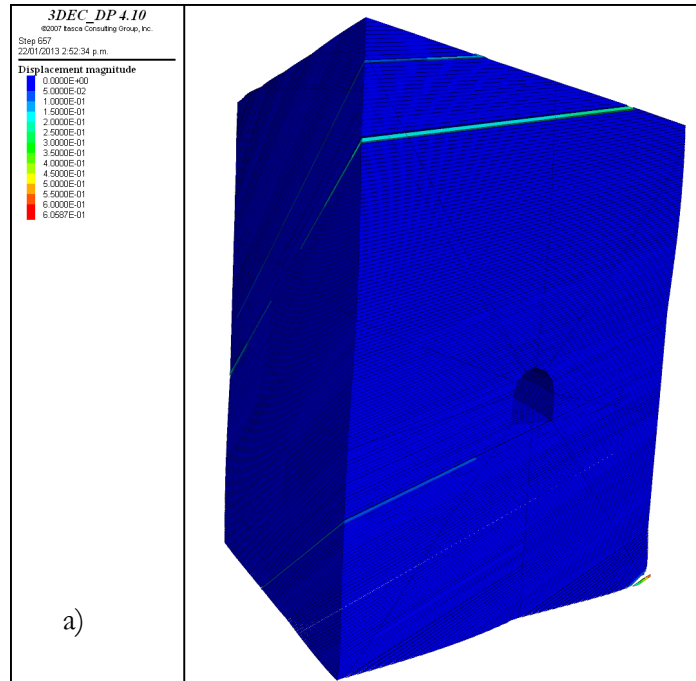 3DEC_DP 4.10
©2007 Itasca Consulting Group, Inc.
Step 657
22/01/2013 2:52:34 p.m.
Displacement magnitude
0.0000E+00
5.0000E-02
1.0000E-01
1.5000E-01
2.0000E-01
2.5000E-01
3.0000E-01
3.5000E-01
4.0000E-01
4.5000E-01
5.0000E-01
5.5000E-01
6.0000E-01
6.0587E-01
a)